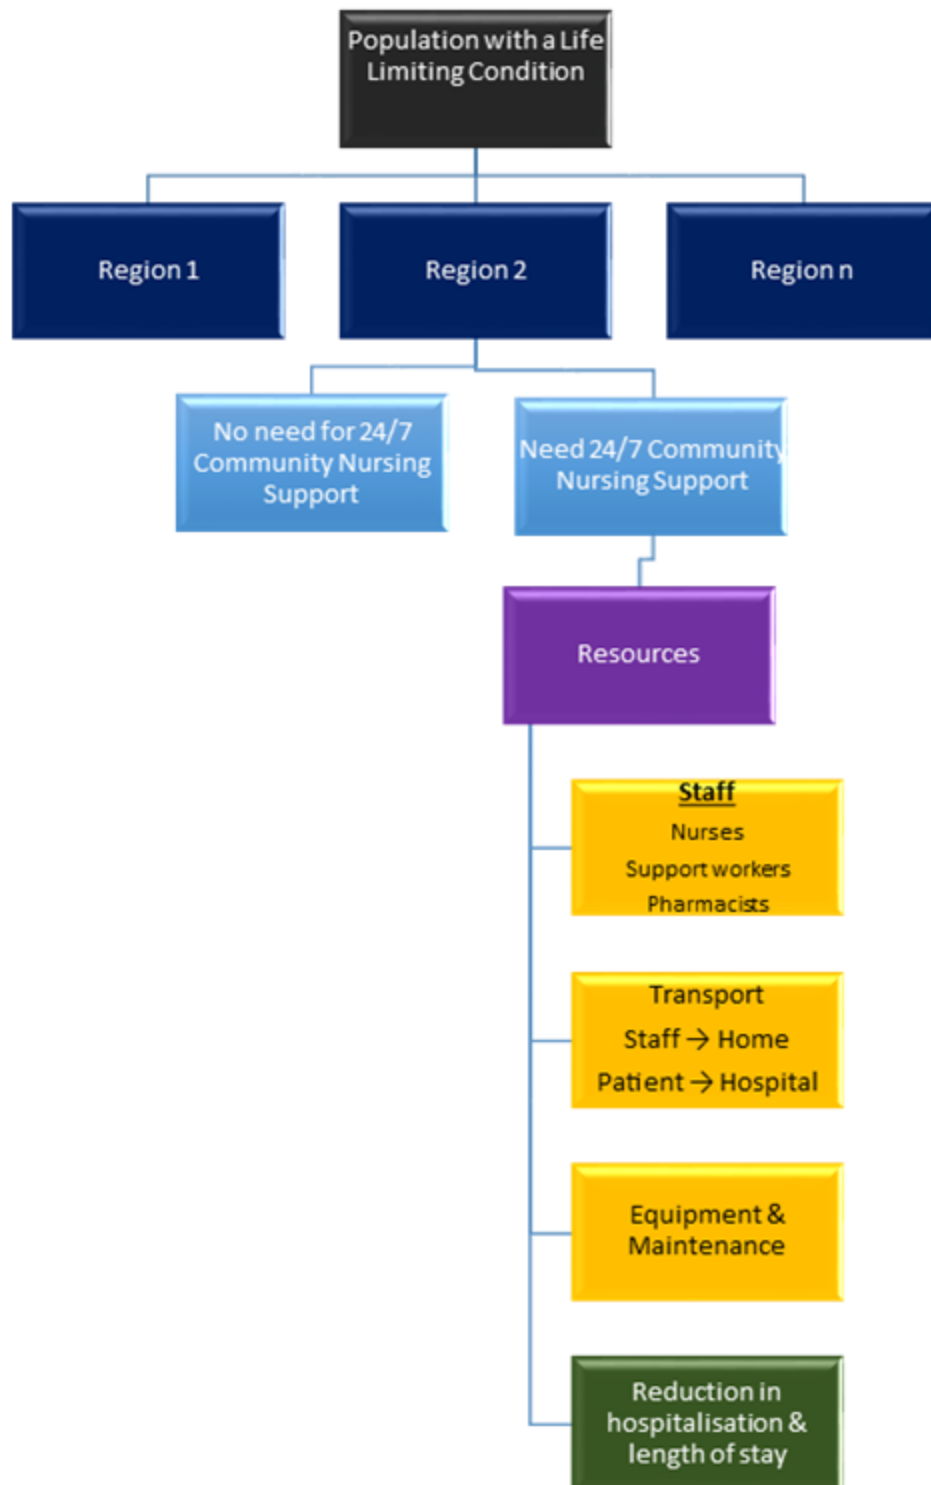 Population with a Life
Limiting Condition
Region 1
Region 2
Region n
No need for 24/7
Community Nursing
Support
Need 24/7 Community
Nursing Support
Resources
Staff
Nurses
Support workers
Pharmacists
Transport
Staff → Home
Patient → Hospital
Equipment &
Maintenance
Reduction in
hospitalisation &
length of stay